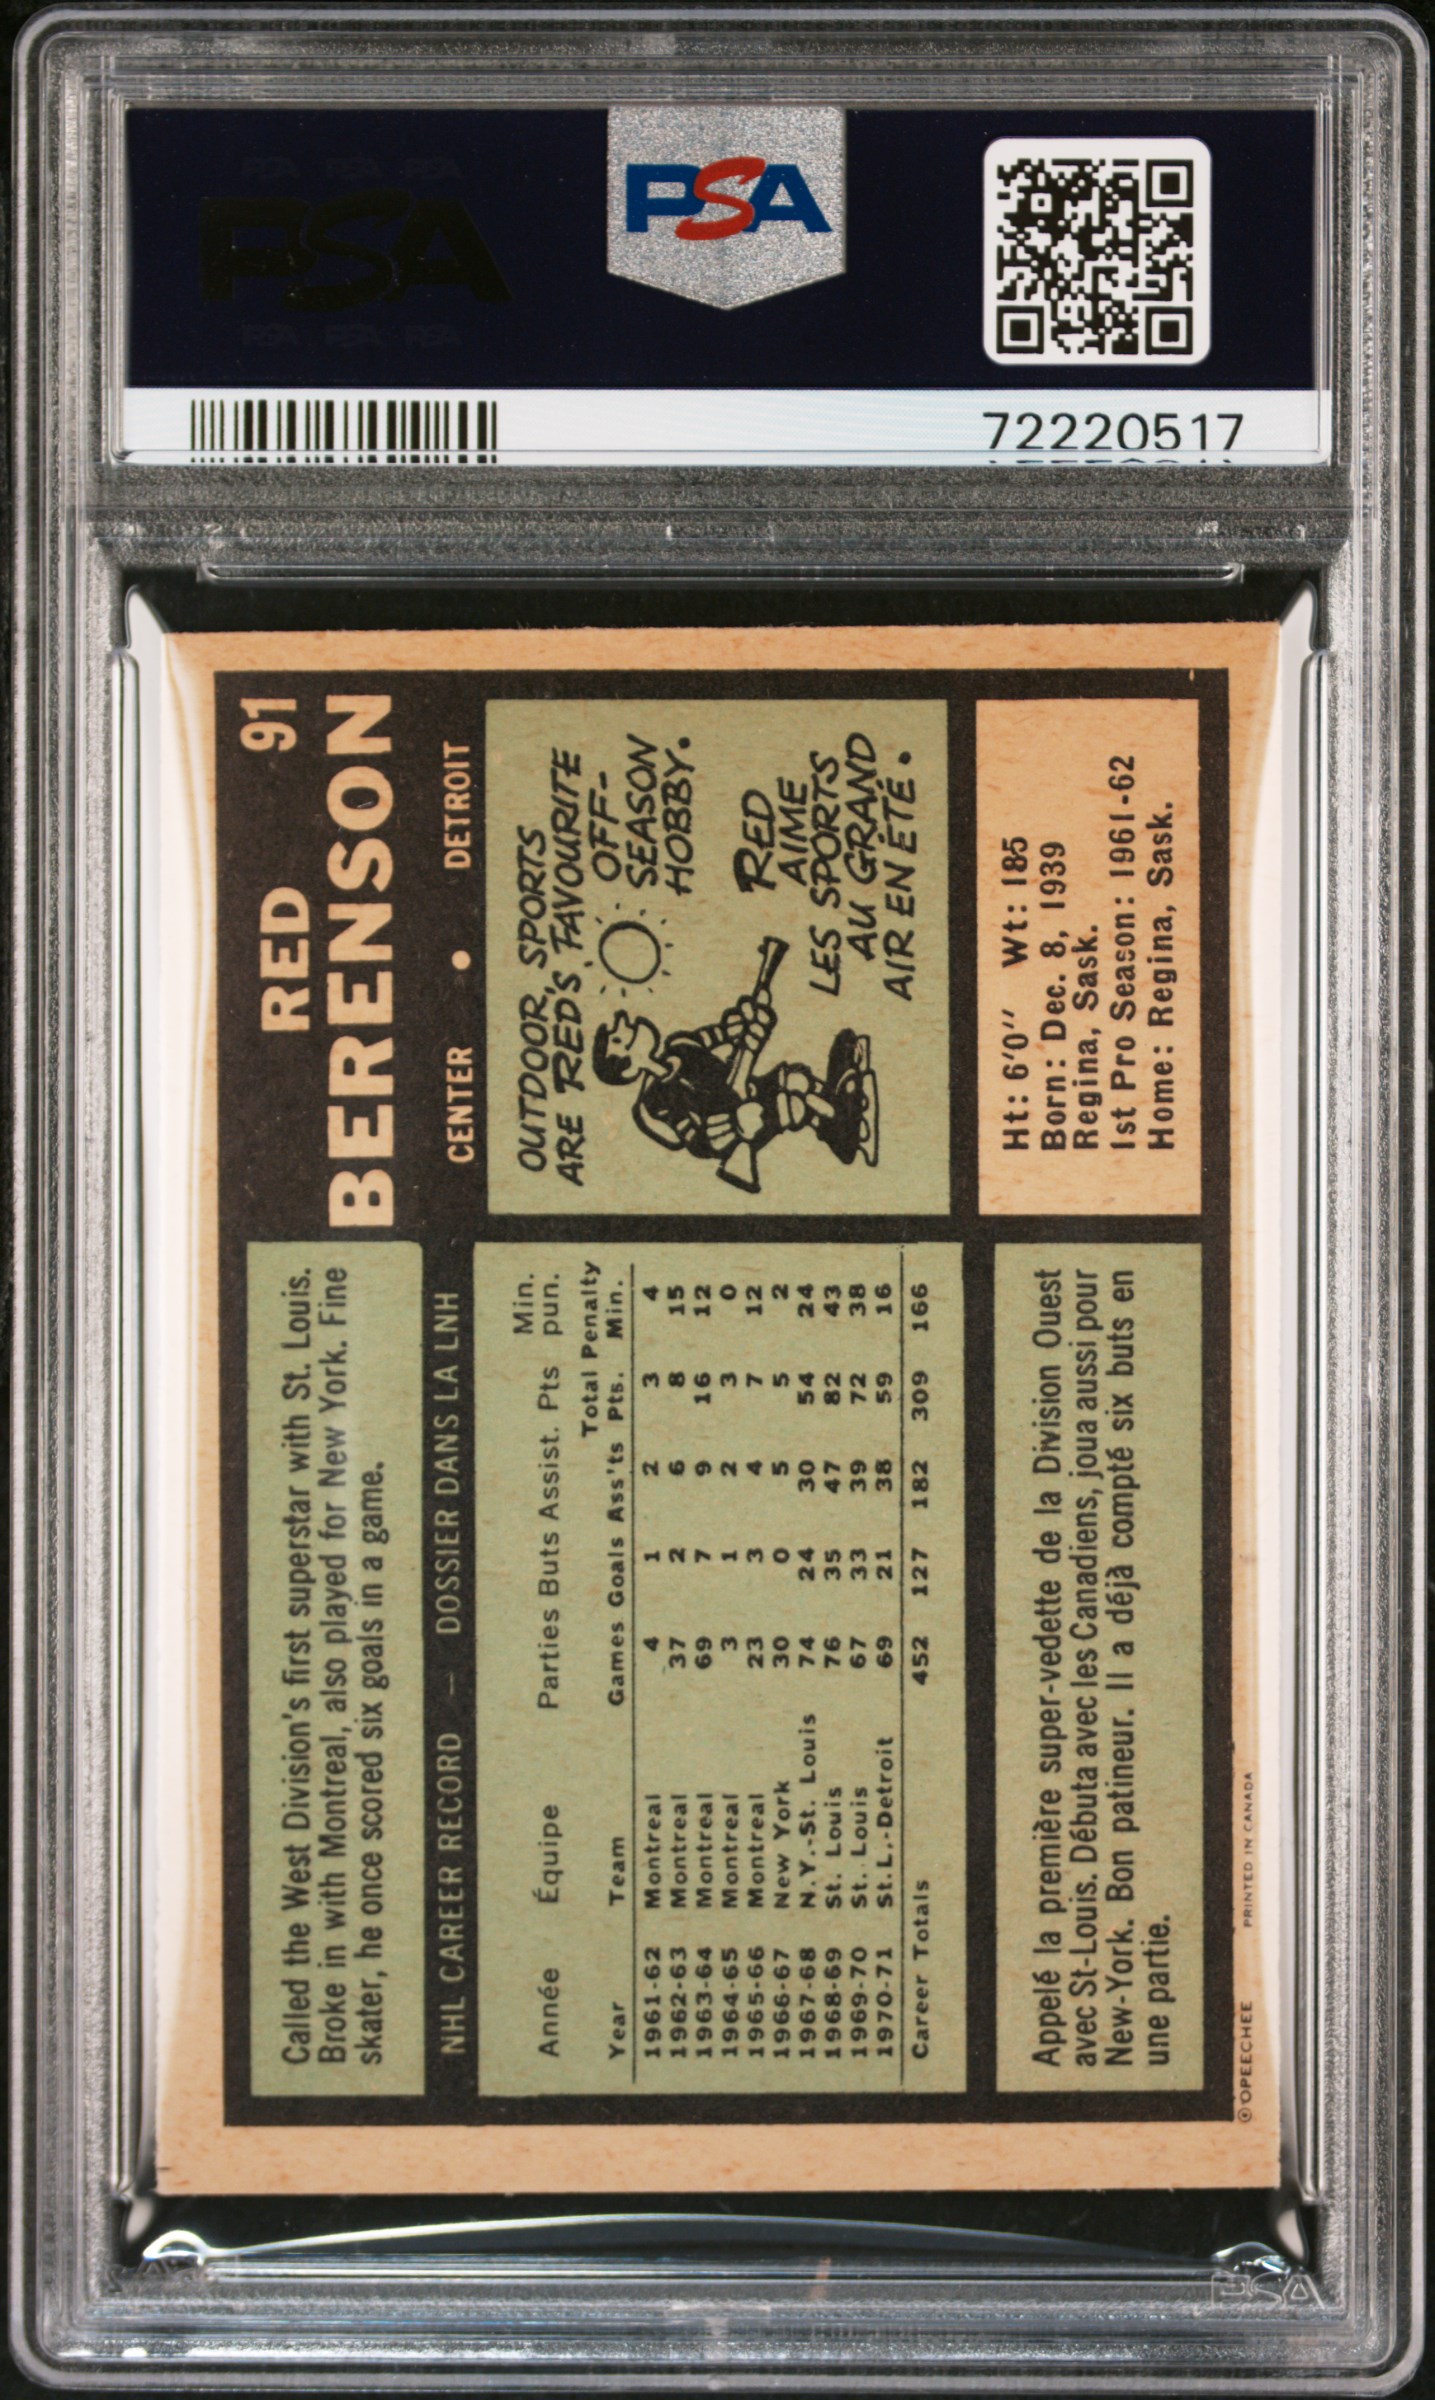 PSA PSA PSA
PSA
PSA PSA PSA
PSA
72220517
RED 91
BERENSON
CENTER • DETROIT
Called the West Division's first superstar with St. Louis.
Broke in with Montreal, also played for New York. Fine
skater, he once scored six goals in a game.
NHL CAREER RECORD — DOSSIER DANS LA LNH
Min.
Année Équipe Parties Buts Assist. Pts pun.
Total Penalty
Year Team Games Goals Ass'ts Pts. Min.
1961-62 Montreal 4 1 2 3 4
1962-63 Montreal 37 2 6 8 15
1963-64 Montreal 69 7 9 16 12
1964-65 Montreal 3 1 2 3 0
1965-66 Montreal 23 3 4 7 12
1966-67 New York 30 0 5 5 2
1967-68 N.Y.-St. Louis 74 24 30 54 24
1968-69 St. Louis 76 35 47 82 43
1969-70 St. Louis 67 33 39 72 38
1970-71 St.L.-Detroit 69 21 38 59 16
Career Totals 452 127 182 309 166
OUTDOOR SPORTS
ARE RED'S FAVOURITE
OFF-
SEASON
HOBBY.
RED
AIME
LES SPORTS
AU GRAND
AIR EN ÉTÉ.
Appelé la première super-vedette de la Division Ouest
avec St-Louis. Débuta avec les Canadiens, joua aussi pour
New-York. Bon patineur. Il a déjà compté six buts en
une partie.
Ht: 6'0" Wt: 185
Born: Dec. 8, 1939
Regina, Sask.
1st Pro Season: 1961-62
Home: Regina, Sask.
©OPEECHEE PRINTED IN CANADA
PSA